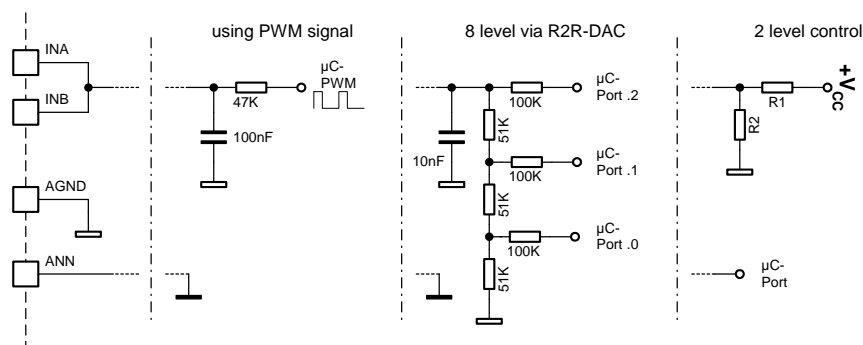 using PWM signal
8 level via R2R-DAC
2 level control
INA
INB
AGND
ANN
47K
µC-
PWM
100nF
10nF
100K
µC-
Port .2
51K
100K
µC-
Port .1
51K
100K
µC-
Port .0
51K
R1
+VCC
R2
µC-
Port